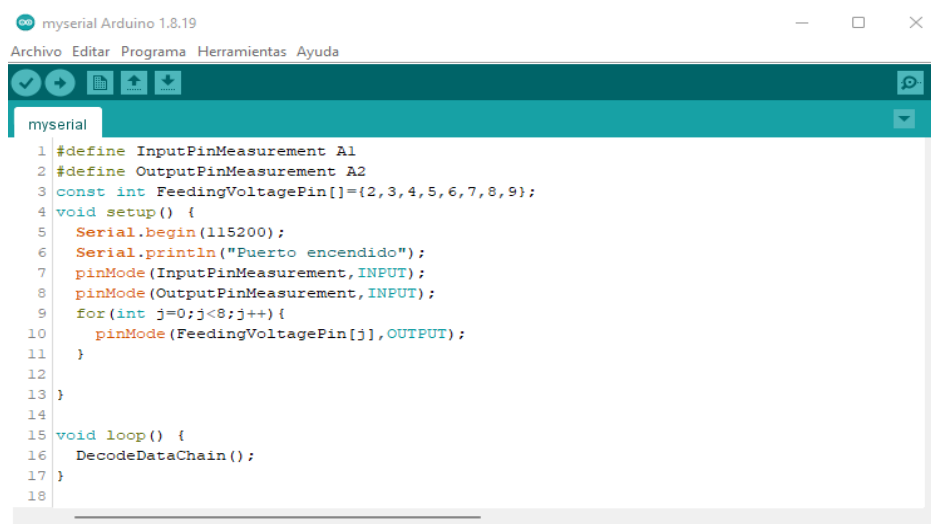 myserial Arduino 1.8.19
Archivo Editar Programa Herramientas Ayuda
myserial
1 #define InputPinMeasurement A1
2 #define OutputPinMeasurement A2
3 const int FeedingVoltagePin[]={2,3,4,5,6,7,8,9};
4 void setup() {
5   Serial.begin(115200);
6   Serial.println("Puerto encendido");
7   pinMode(InputPinMeasurement,INPUT);
8   pinMode(OutputPinMeasurement,INPUT);
9   for(int j=0;j<8;j++){
10     pinMode(FeedingVoltagePin[j],OUTPUT);
11   }
12
13 }
14
15 void loop() {
16   DecodeDataChain();
17 }
18